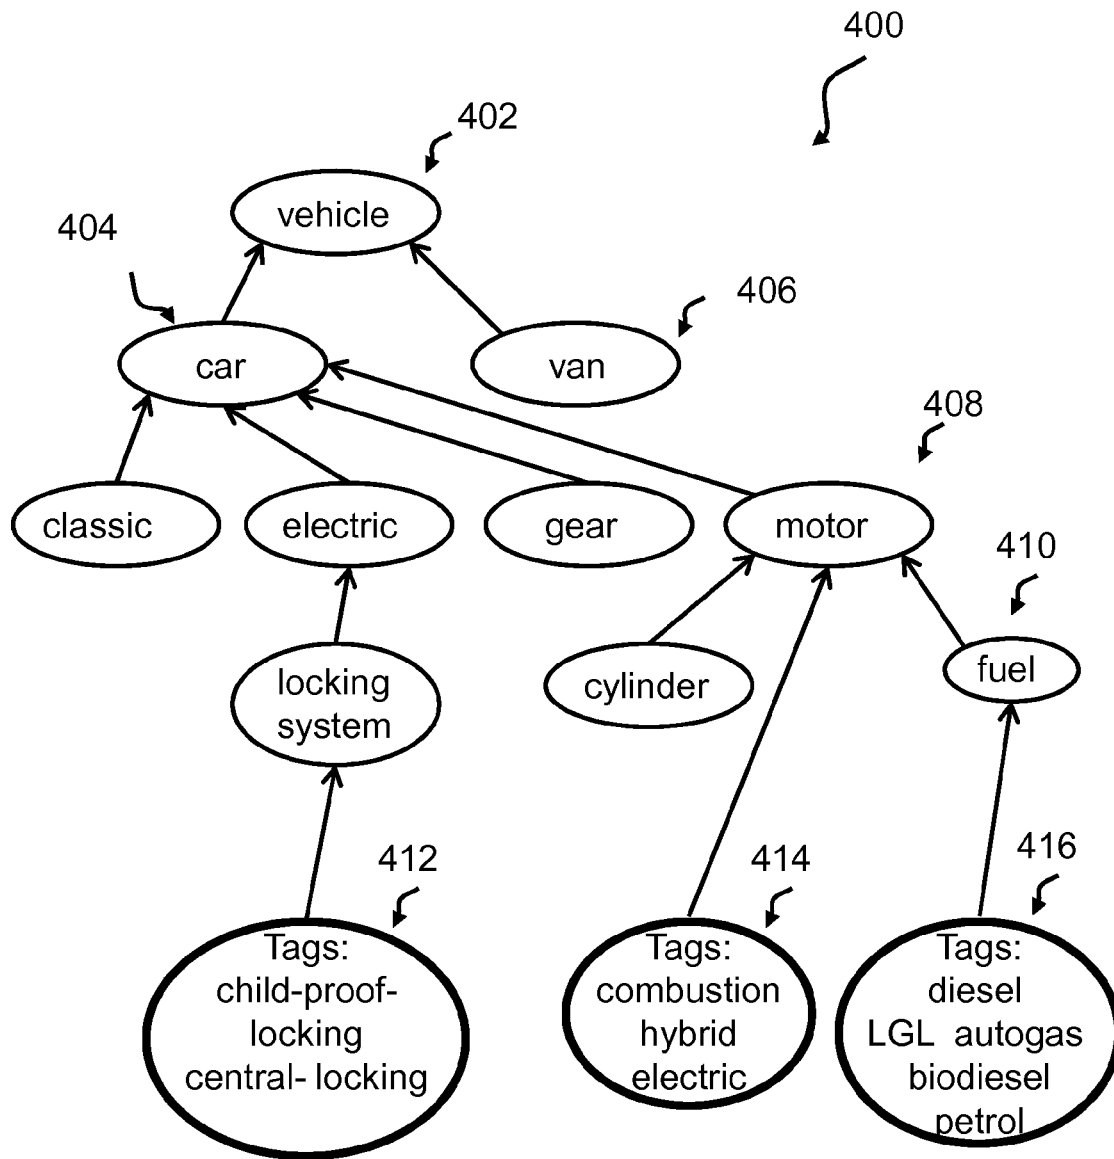 400
402
vehicle
404
406
car
van
408
classic
electric
gear
motor
410
locking
system
cylinder
fuel
412
414
416
Tags:
child-proof-
locking
central- locking
Tags:
combustion
hybrid
electric
Tags:
diesel
LGL autogas
biodiesel
petrol